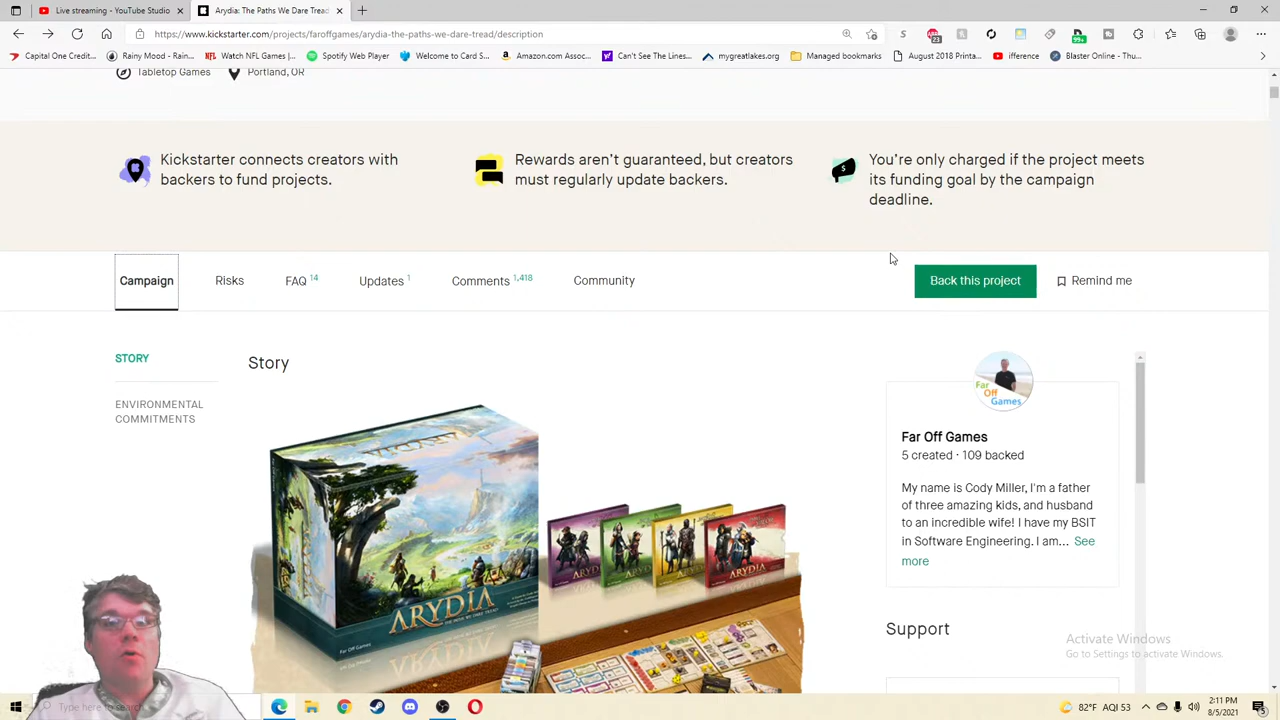 Live streaming - YouTube Studio
Arydia: The Paths We Dare Tread
https://www.kickstarter.com/projects/faroffgames/arydia-the-paths-we-dare-tread/description
23
99+
Capital One Credit...
Rainy Mood - Rain...
Watch NFL Games |...
Spotify Web Player
Welcome to Card S...
Amazon.com Assoc...
Can't See the Lines...
mygreatlakes.org
Managed bookmarks
August 2018 Printa...
ifference
Blaster Online - Thu...
Tabletop Games
Portland, OR
Kickstarter connects creators with
backers to fund projects.
Rewards aren't guaranteed, but creators
must regularly update backers.
You're only charged if the project meets
its funding goal by the campaign
deadline.
Campaign
Risks
FAQ 14
Updates 1
Comments 1,418
Community
Back this project
Remind me
STORY
ENVIRONMENTAL
COMMITMENTS
Story
ARYDIA
Far Off Games
ARYDIA
Far
Off
Games
Far Off Games
5 created · 109 backed
My name is Cody Miller, I'm a father
of three amazing kids, and husband
to an incredible wife! I have my BSIT
in Software Engineering. I am... See
more
Support
Activate Windows
Go to Settings to activate Windows.
Type here to search
82°F AQI 53
2:11 PM
8/5/2021